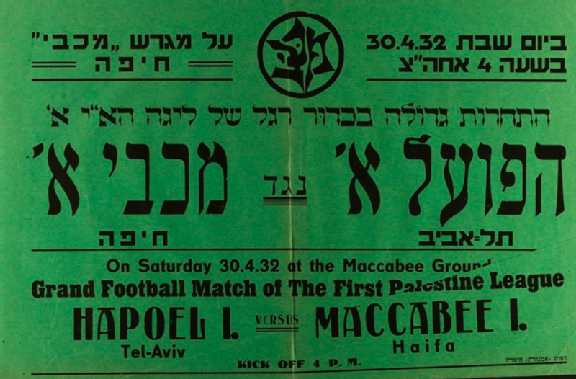 ביום שבת 30.4.32
בשעה 4 אחה"צ
על מגרש „מכבי"
חיפה
התחרות גדולה בכדור רגל של ליגה הא"י א'
הפועל א' נגד מכבי א'
תל=אביב חיפה
On Saturday 30.4.32 at the Maccabee Ground
Grand Football Match of The First Palestine League
HAPOEL I. VERSUS MACCABEE I.
Tel-Aviv Haifa
KICK OFF 4 P. M.